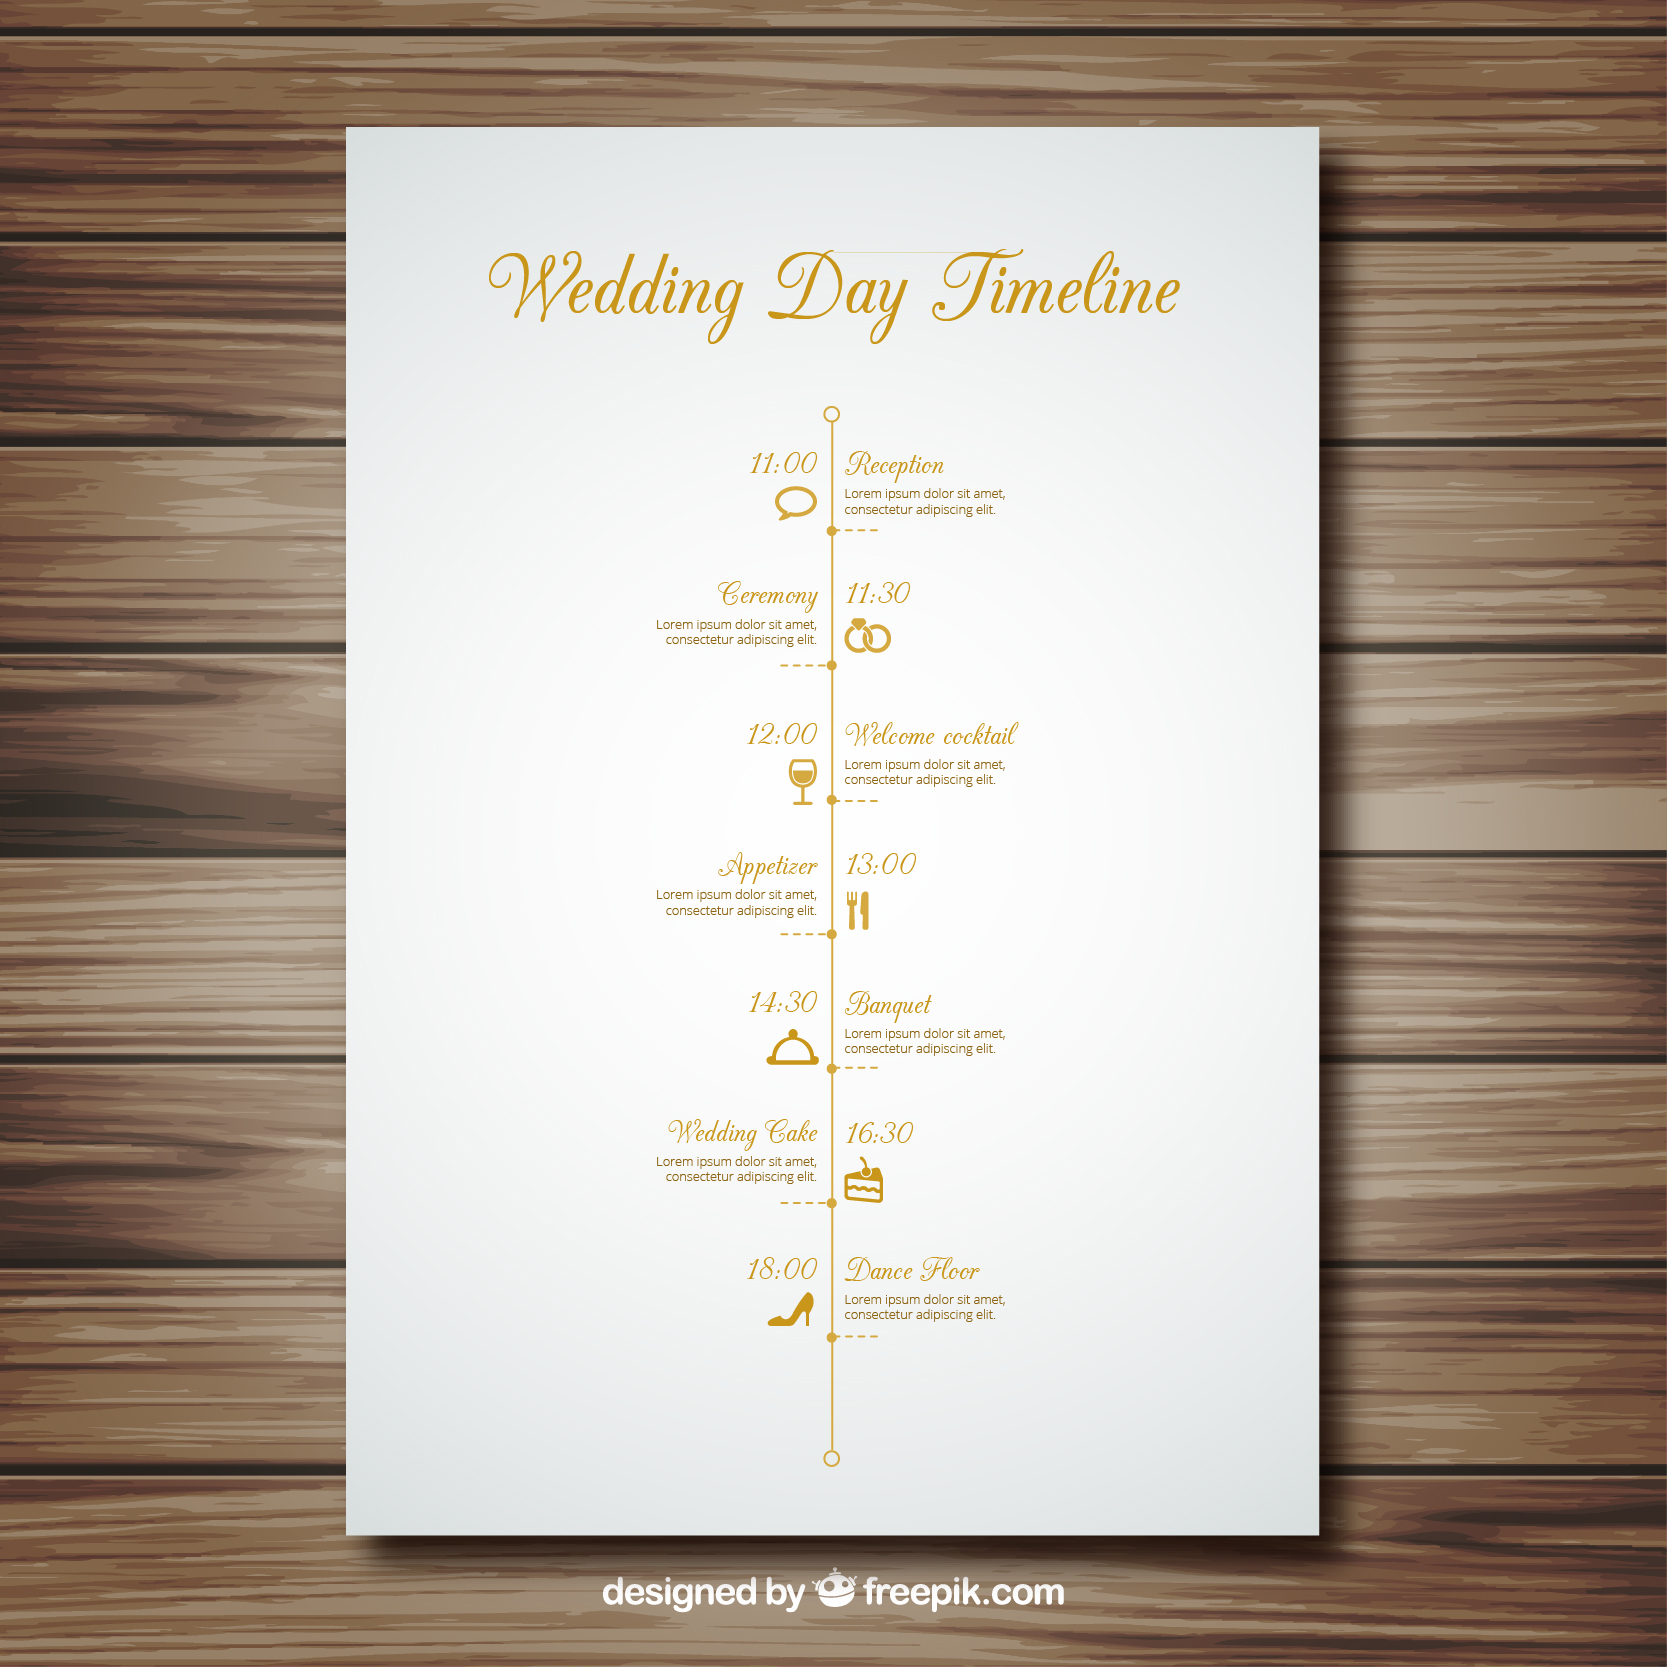 Wedding Day Timeline
11:00 Reception
Lorem ipsum dolor sit amet,
consectetur adipiscing elit.
Ceremony 11:30
Lorem ipsum dolor sit amet,
consectetur adipiscing elit.
12:00 Welcome cocktail
Lorem ipsum dolor sit amet,
consectetur adipiscing elit.
Appetizer 13:00
Lorem ipsum dolor sit amet,
consectetur adipiscing elit.
14:30 Banquet
Lorem ipsum dolor sit amet,
consectetur adipiscing elit.
Wedding Cake 16:30
Lorem ipsum dolor sit amet,
consectetur adipiscing elit.
18:00 Dance Floor
Lorem ipsum dolor sit amet,
consectetur adipiscing elit.
designed by freepik.com